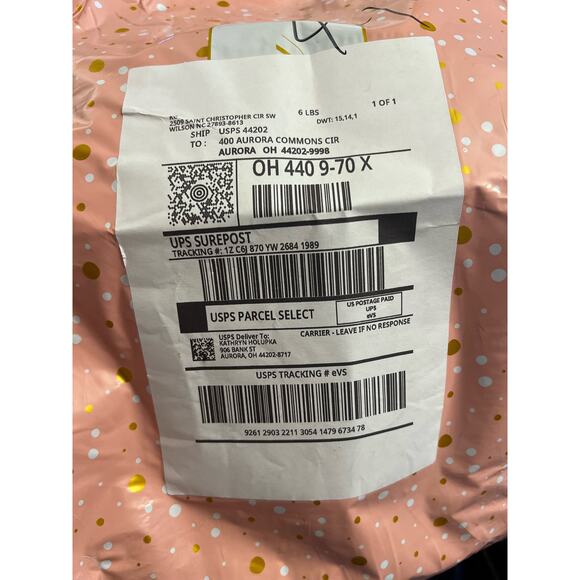 4
2509 SAINT CHRISTOPHER CIR SW
WILSON NC 27893-8613
6 LBS
1 OF 1
DWT: 15,14,1
SHIP USPS 44202
TO: 400 AURORA COMMONS CIR
AURORA OH 44202-9998
OH 440 9-70 X
UPS SUREPOST
TRACKING #: 1Z C6J 870 YW 2684 1989
USPS PARCEL SELECT
US POSTAGE PAID
UPS
eVS
CARRIER - LEAVE IF NO RESPONSE
USPS Deliver To:
KATHRYN HOLUPKA
906 BANK ST
AURORA, OH 44202-8717
USPS TRACKING # eVS
9261 2903 2211 3054 1479 6734 78